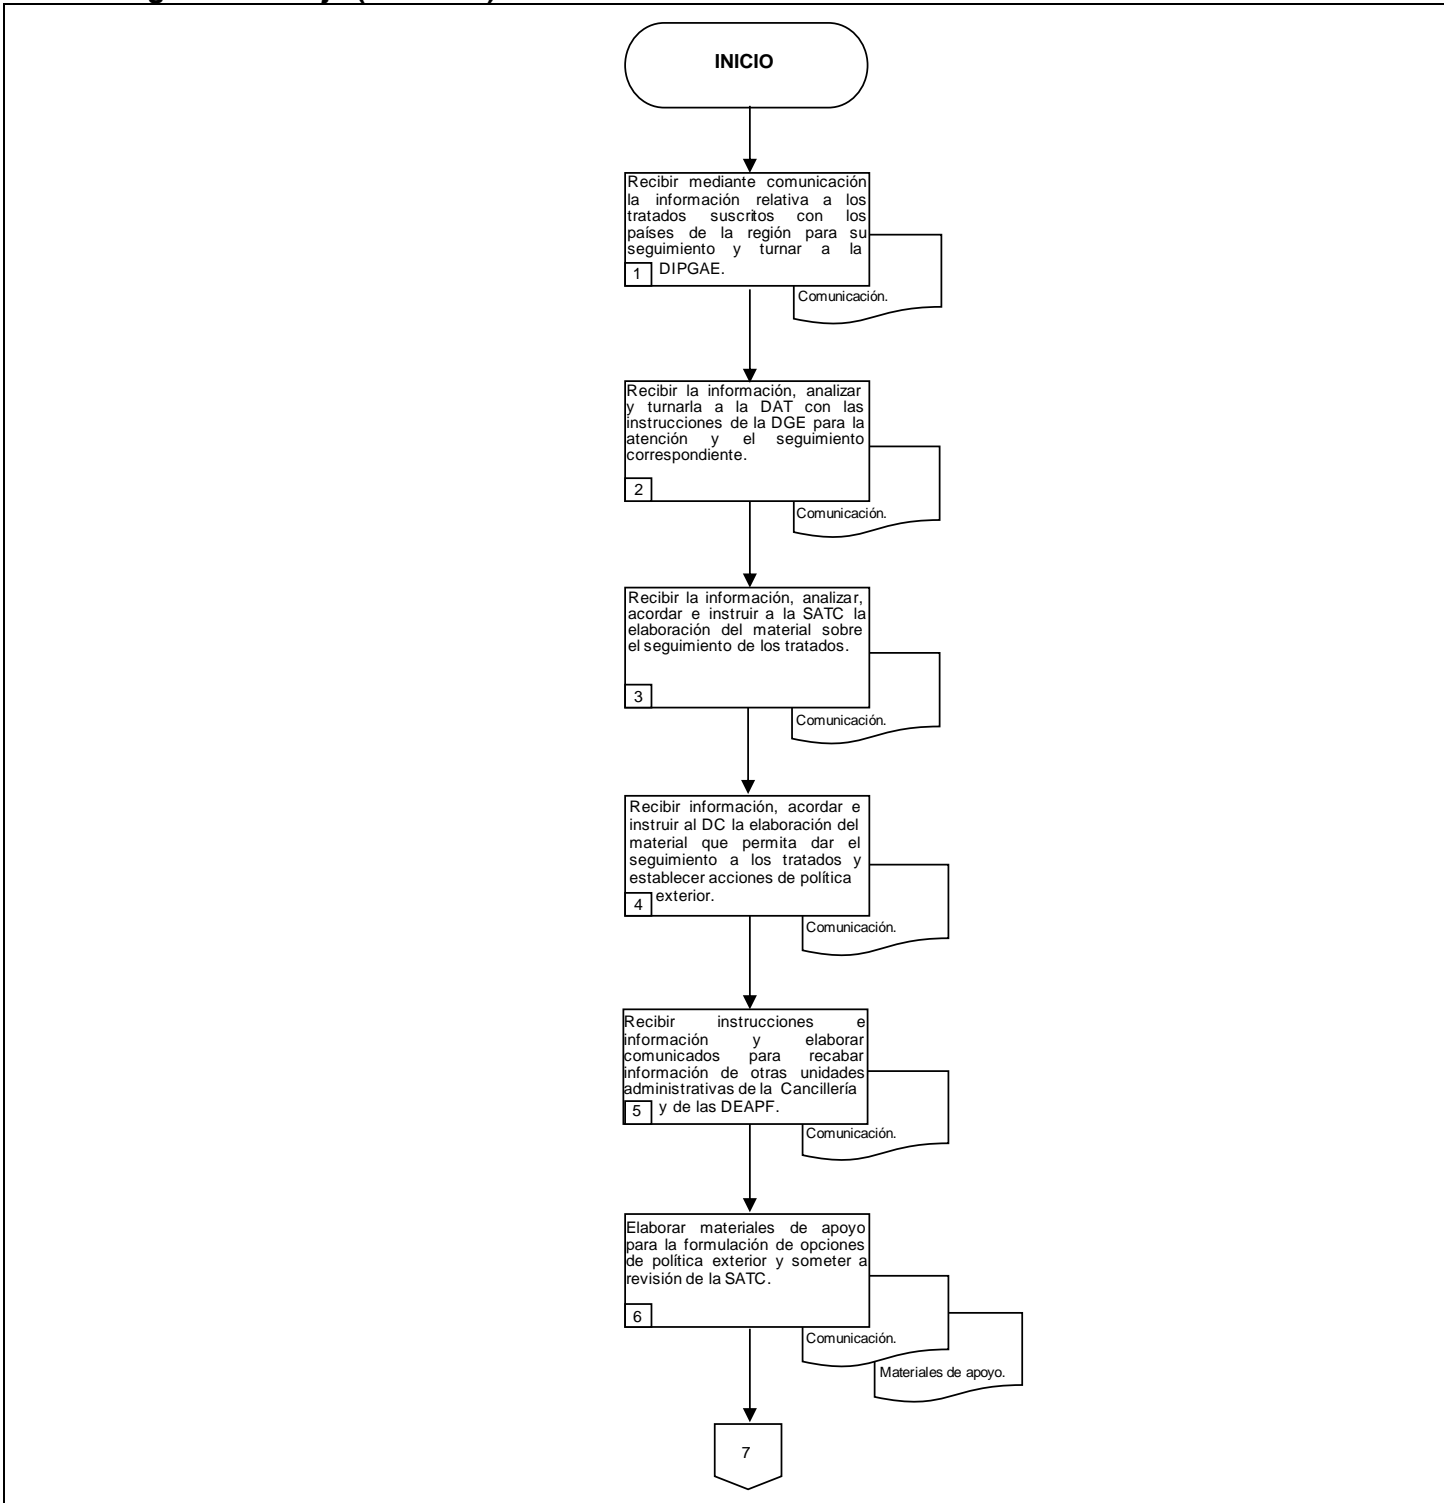 INICIO
Recibir mediante comunicación
la información relativa a los
tratados suscritos con los
países de la región para su
seguimiento y turnar a la
1 DIPGAE.
Comunicación.
Recibir la información, analizar
y turnarla a la DAT con las
instrucciones de la DGE para la
atención y el seguimiento
correspondiente.
2
Comunicación.
Recibir la información, analizar,
acordar e instruir a la SATC la
elaboración del material sobre
el seguimiento de los tratados.
3
Comunicación.
Recibir información, acordar e
instruir al DC la elaboración del
material que permita dar el
seguimiento a los tratados y
establecer acciones de política
4 exterior.
Comunicación.
Recibir instrucciones e
información y elaborar
comunicados para recabar
información de otras unidades
administrativas de la Cancillería
5 y de las DEAPF.
Comunicación.
Elaborar materiales de apoyo
para la formulación de opciones
de política exterior y someter a
revisión de la SATC.
6
Comunicación.
Materiales de apoyo.
7